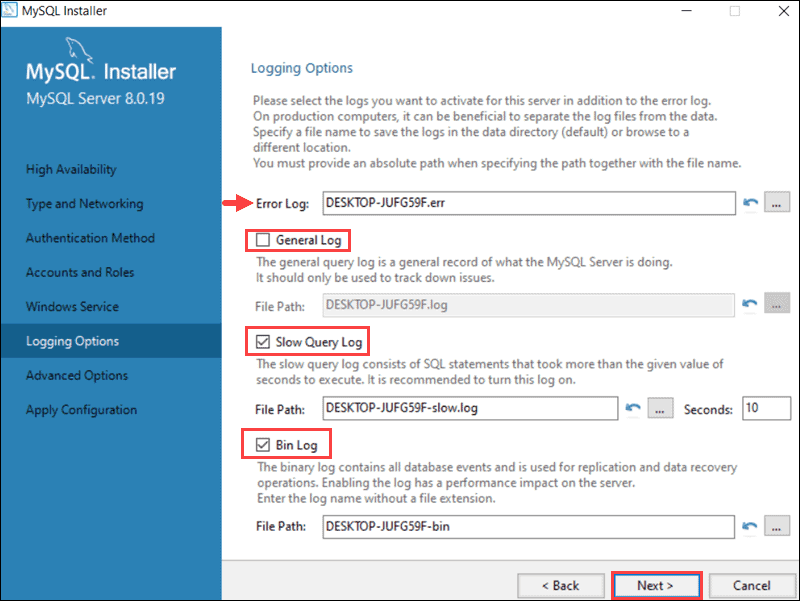 MySQL Installer
MySQL. Installer
MySQL Server 8.0.19
High Availability
Type and Networking
Authentication Method
Accounts and Roles
Windows Service
Logging Options
Advanced Options
Apply Configuration
Logging Options
Please select the logs you want to activate for this server in addition to the error log.
On production computers, it can be beneficial to separate the log files from the data.
Specify a file name to save the logs in the data directory (default) or browse to a
different location.
You must provide an absolute path when specifying the path together with the file name.
Error Log: DESKTOP-JUFG59F.err ...
General Log
The general query log is a general record of what the MySQL Server is doing.
It should only be used to track down issues.
File Path: DESKTOP-JUFG59F.log ...
Slow Query Log
The slow query log consists of SQL statements that took more than the given value of
seconds to execute. It is recommended to turn this log on.
File Path: DESKTOP-JUFG59F-slow.log ... Seconds: 10
Bin Log
The binary log contains all database events and is used for replication and data recovery
operations. Enabling the log has a performance impact on the server.
Enter the log name without a file extension.
File Path: DESKTOP-JUFG59F-bin ...
< Back Next > Cancel